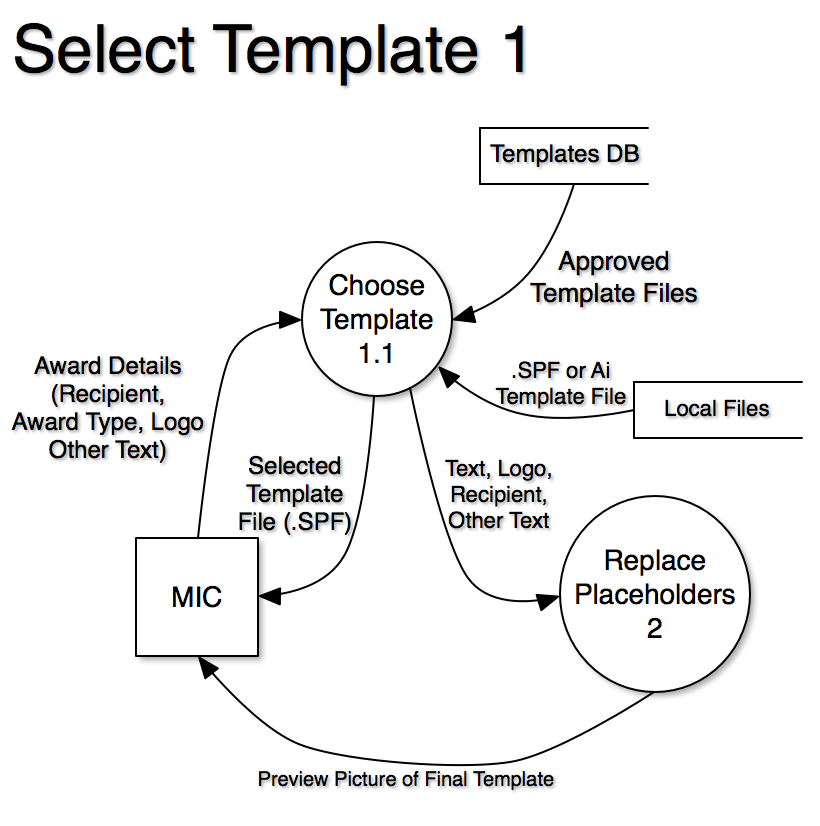 Select Template 1
Templates DB
Approved
Template Files
Choose
Template
1.1
.SPF or Ai
Template File
Local Files
Award Details
(Recipient,
Award Type, Logo
Other Text)
Selected
Template
File (.SPF)
Text, Logo,
Recipient,
Other Text
MIC
Replace
Placeholders
2
Preview Picture of Final Template